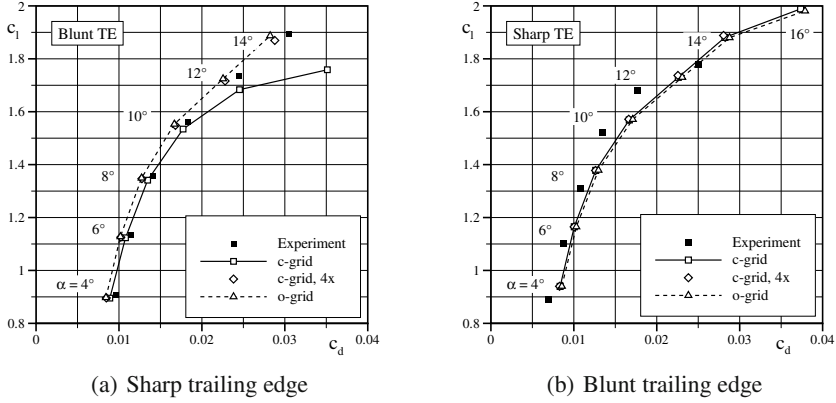 c_l
2
1.8
1.6
1.4
1.2
1
0.8
Blunt TE
14°
12°
10°
8°
6°
α = 4°
Experiment
c-grid
c-grid, 4x
o-grid
0
0.01
0.02
0.03
0.04
c_d
(a) Sharp trailing edge
c_l
2
1.8
1.6
1.4
1.2
1
0.8
Sharp TE
16°
14°
12°
10°
8°
6°
α = 4°
Experiment
c-grid
c-grid, 4x
o-grid
0
0.01
0.02
0.03
0.04
c_d
(b) Blunt trailing edge